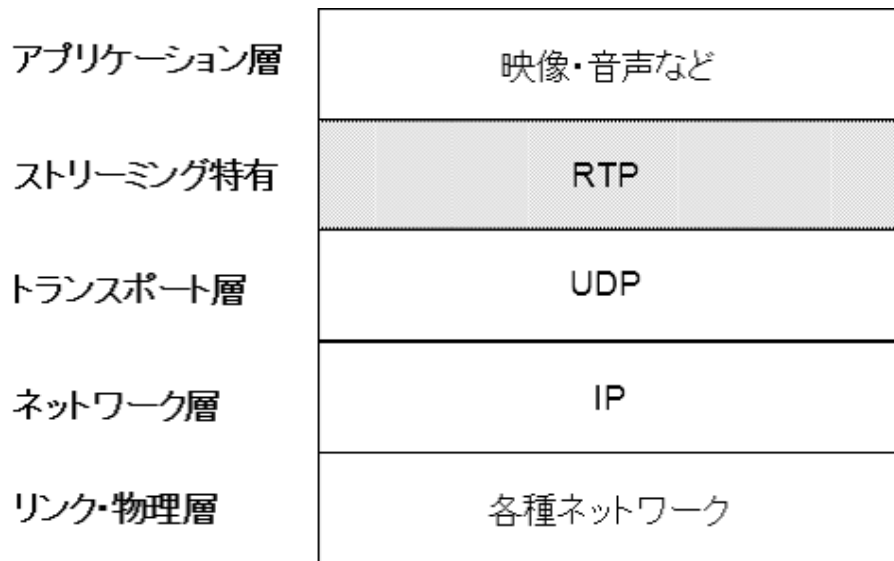 アプリケーション層
映像・音声など
ストリーミング特有
RTP
トランスポート層
UDP
ネットワーク層
IP
リンク・物理層
各種ネットワーク